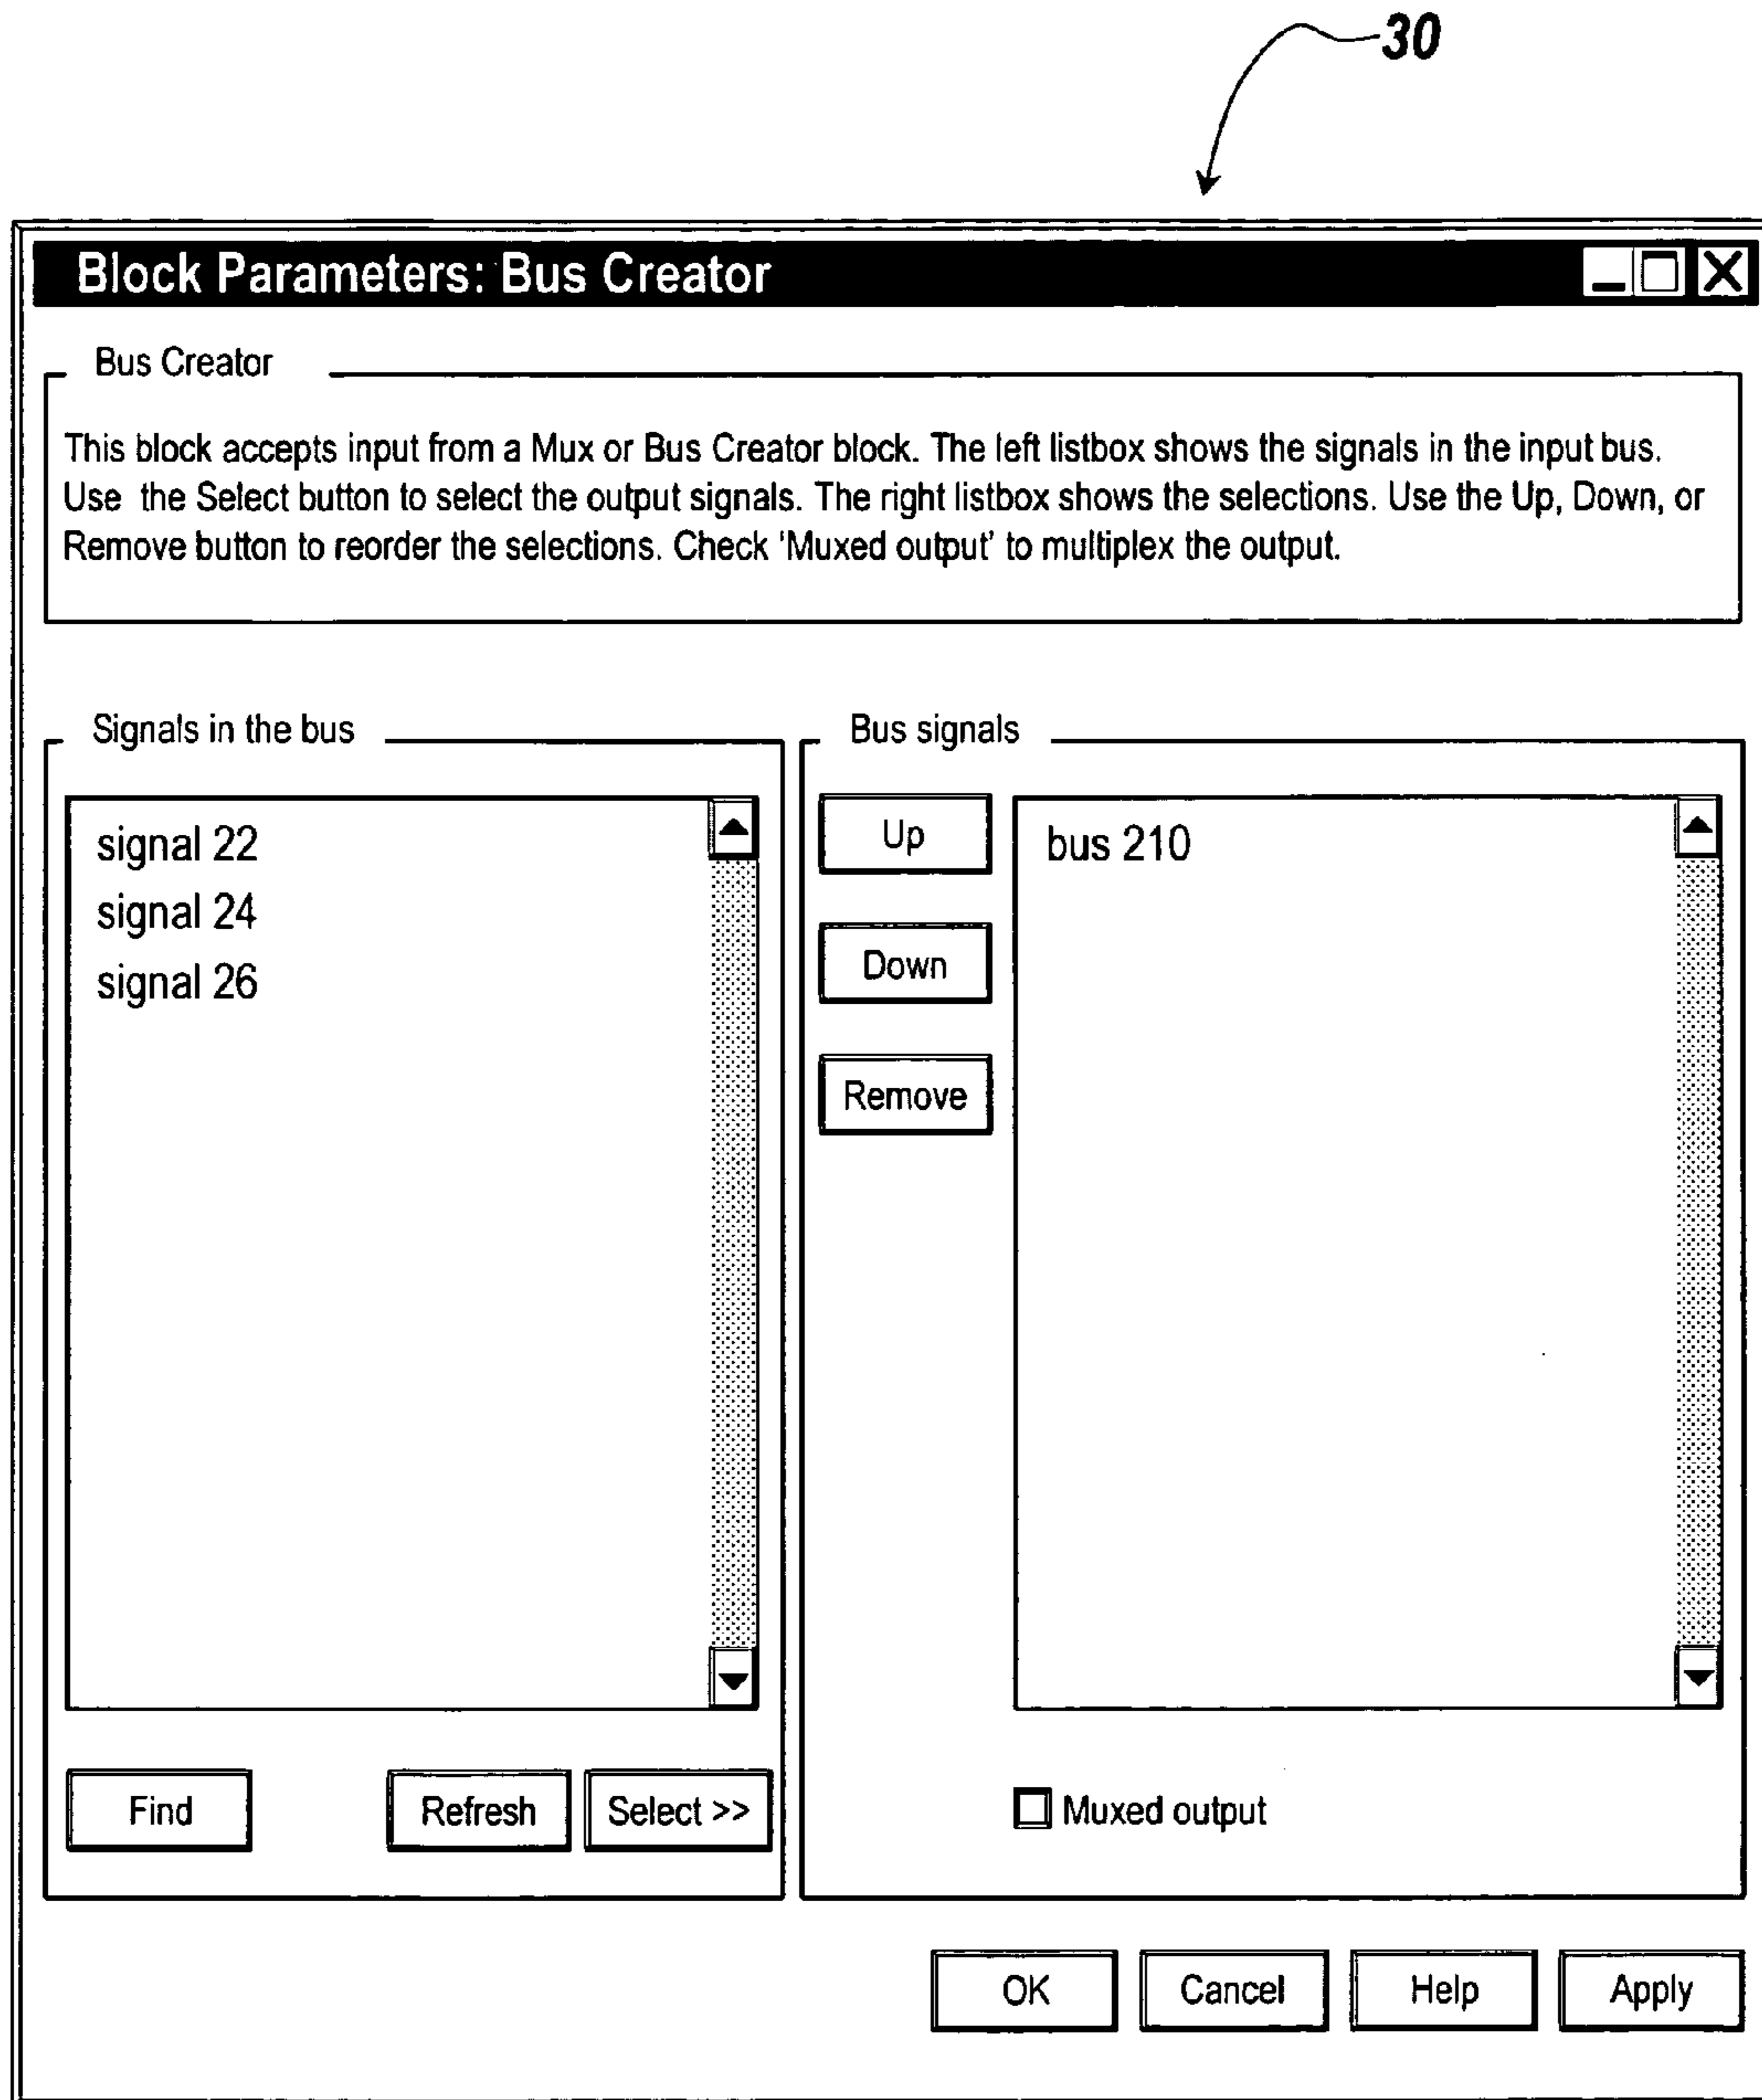 30
Block Parameters: Bus Creator
Bus Creator
This block accepts input from a Mux or Bus Creator block. The left listbox shows the signals in the input bus.
Use the Select button to select the output signals. The right listbox shows the selections. Use the Up, Down, or
Remove button to reorder the selections. Check 'Muxed output' to multiplex the output.
Signals in the bus
signal 22
signal 24
signal 26
Find
Refresh
Select >>
Bus signals
Up
Down
Remove
bus 210
Muxed output
OK
Cancel
Help
Apply